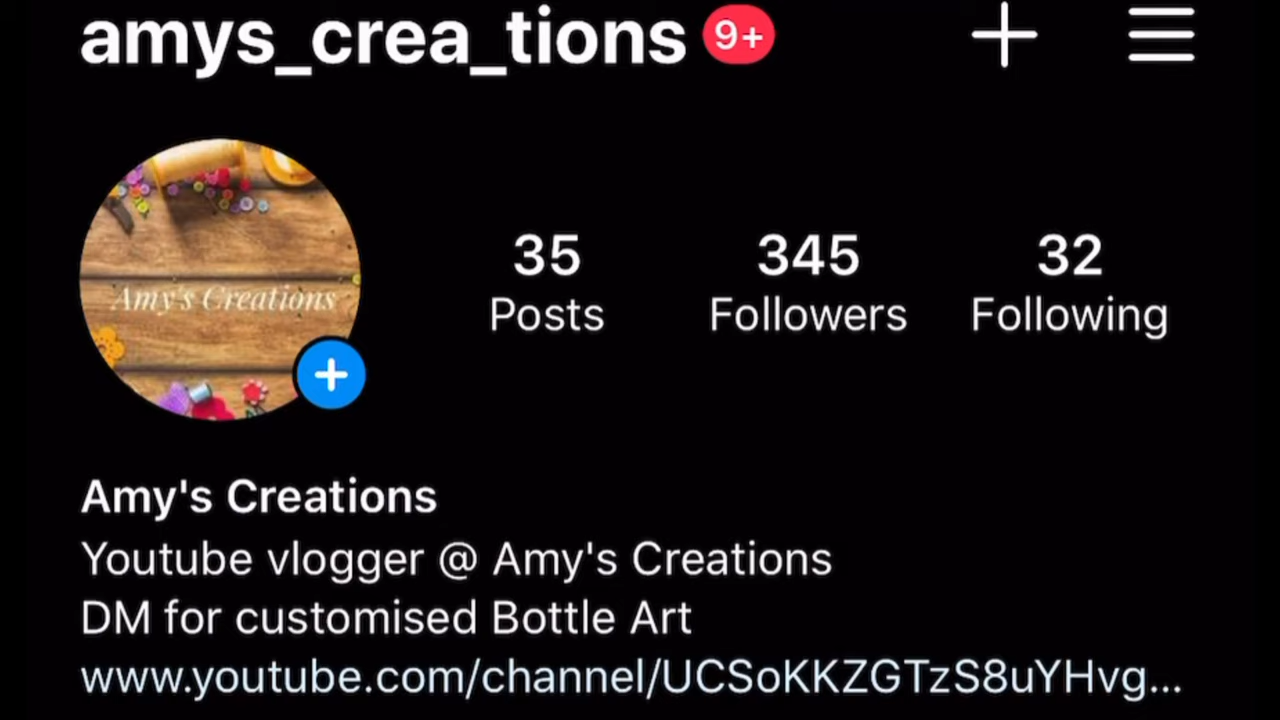 amys_crea_tions 9+
Amy's Creations
35 345 32
Posts Followers Following
Amy's Creations
Youtube vlogger @ Amy's Creations
DM for customised Bottle Art
www.youtube.com/channel/UCSoKKZGTzS8uYHvg...